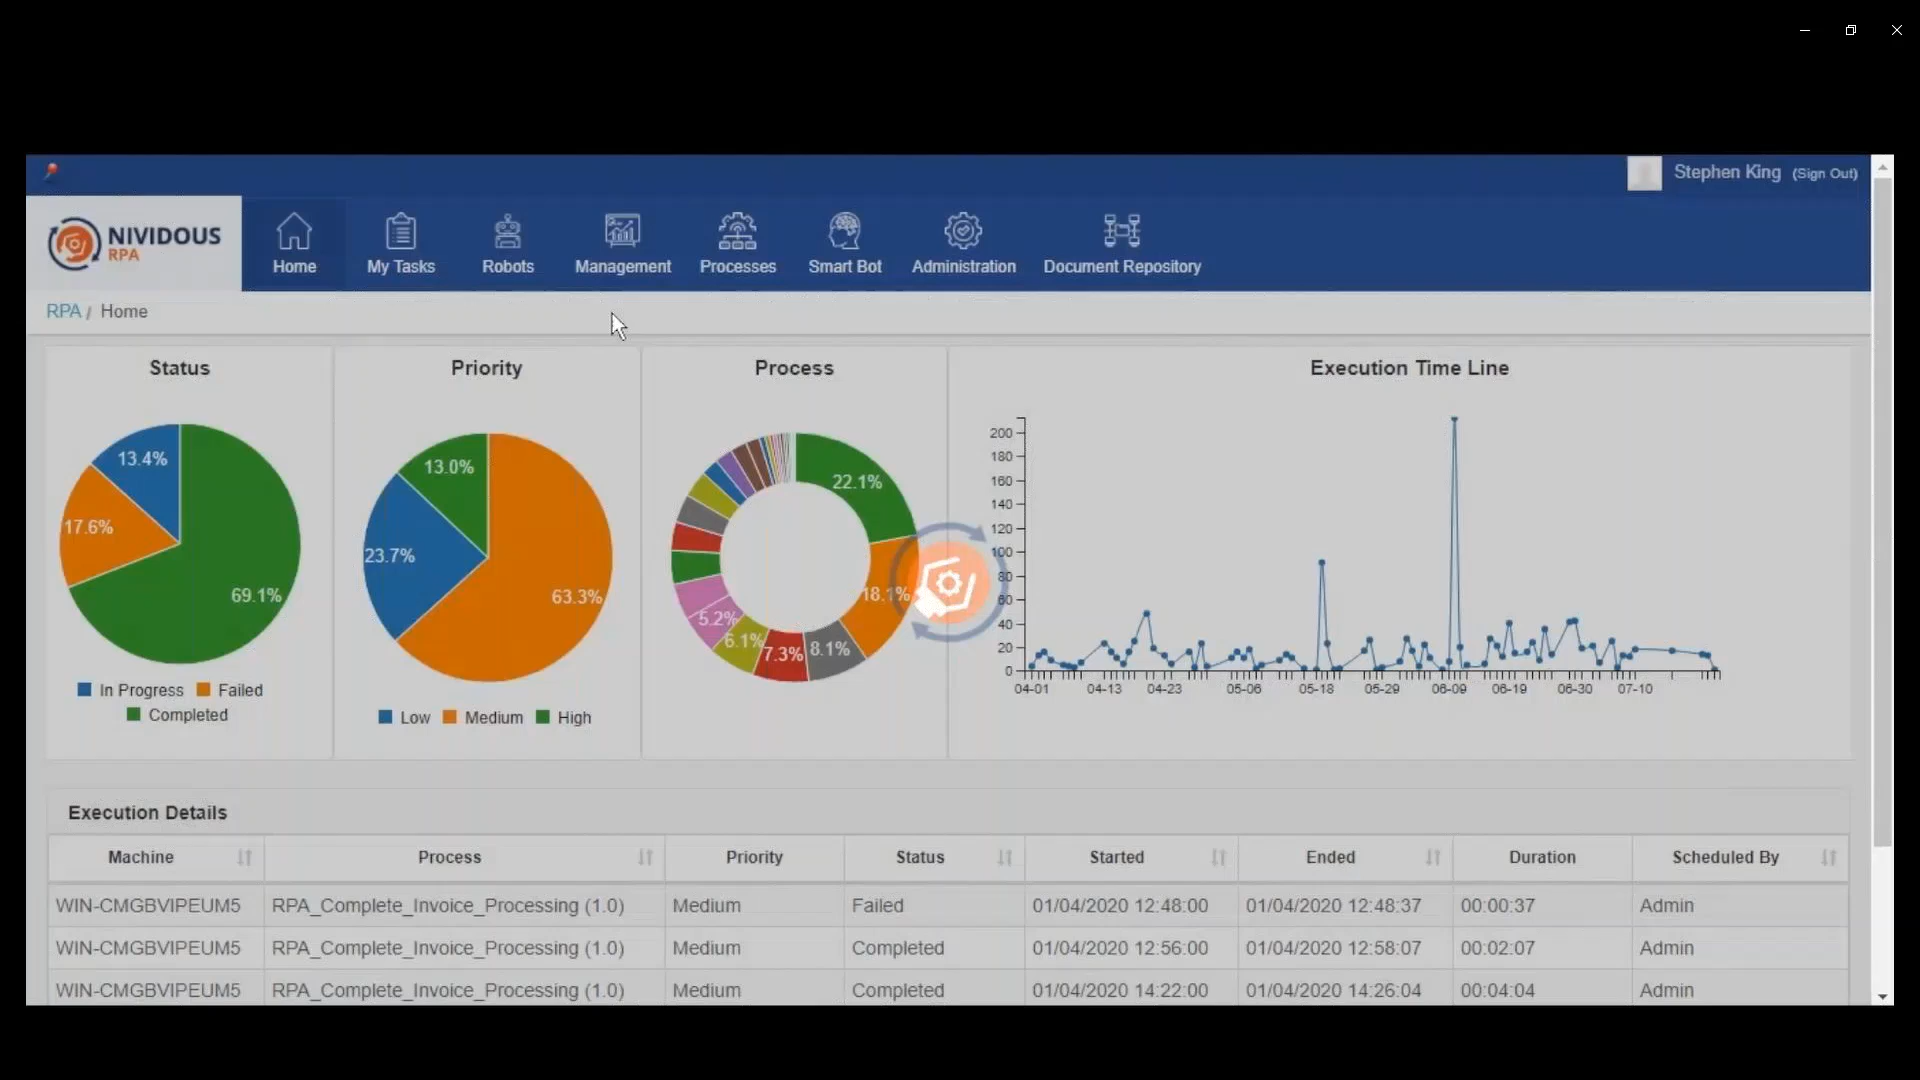 Stephen King (Sign Out)
NIVIDOUS
RPA
Home
My Tasks
Robots
Management
Processes
Smart Bot
Administration
Document Repository
RPA / Home
Status
13.4%
17.6%
69.1%
In Progress
Failed
Completed
Priority
13.0%
23.7%
63.3%
Low
Medium
High
Process
22.1%
18.1%
8.1%
7.3%
6.1%
5.2%
Execution Time Line
200
180
160
140
120
100
80
60
40
20
0
04-01 04-13 04-23 05-06 05-18 05-29 06-09 06-19 06-30 07-10
Execution Details
Machine Process Priority Status Started Ended Duration Scheduled By
WIN-CMGBVIPEUM5 RPA_Complete_Invoice_Processing (1.0) Medium Failed 01/04/2020 12:48:00 01/04/2020 12:48:37 00:00:37 Admin
WIN-CMGBVIPEUM5 RPA_Complete_Invoice_Processing (1.0) Medium Completed 01/04/2020 12:56:00 01/04/2020 12:58:07 00:02:07 Admin
WIN-CMGBVIPEUM5 RPA_Complete_Invoice_Processing (1.0) Medium Completed 01/04/2020 14:22:00 01/04/2020 14:26:04 00:04:04 Admin